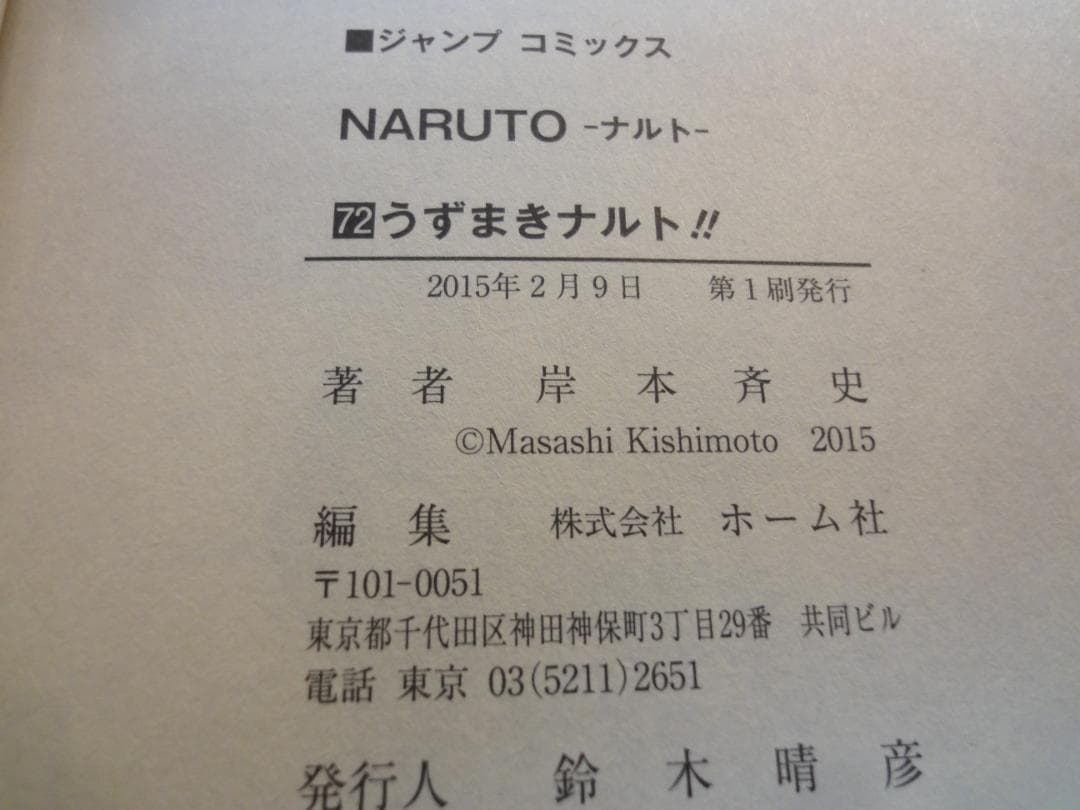 ■ジャンプ コミックス
NARUTO -ナルト-
72うずまきナルト!!
2015年2月9日　第1刷発行
著者　岸本斉史
©Masashi Kishimoto 2015
編集　株式会社 ホーム社
〒101-0051
東京都千代田区神田神保町3丁目29番　共同ビル
電話 東京 03(5211)2651
発行人　鈴木晴彦